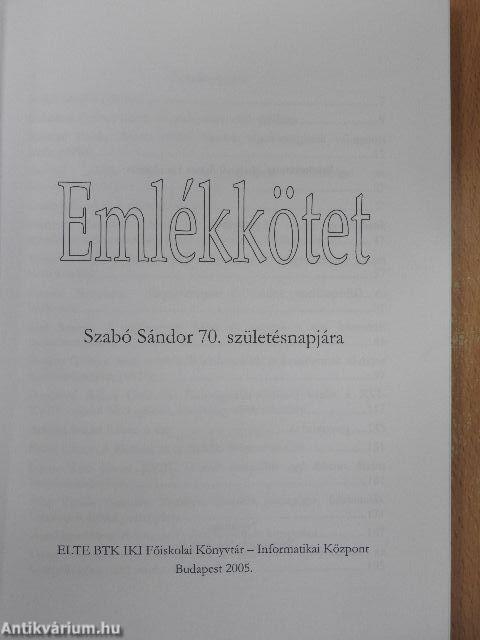 Emlékkötet
Szabó Sándor 70. születésnapjára
ELTE BTK IKI Főiskolai Könyvtár – Informatikai Központ
Budapest 2005.
Antikvárium.hu